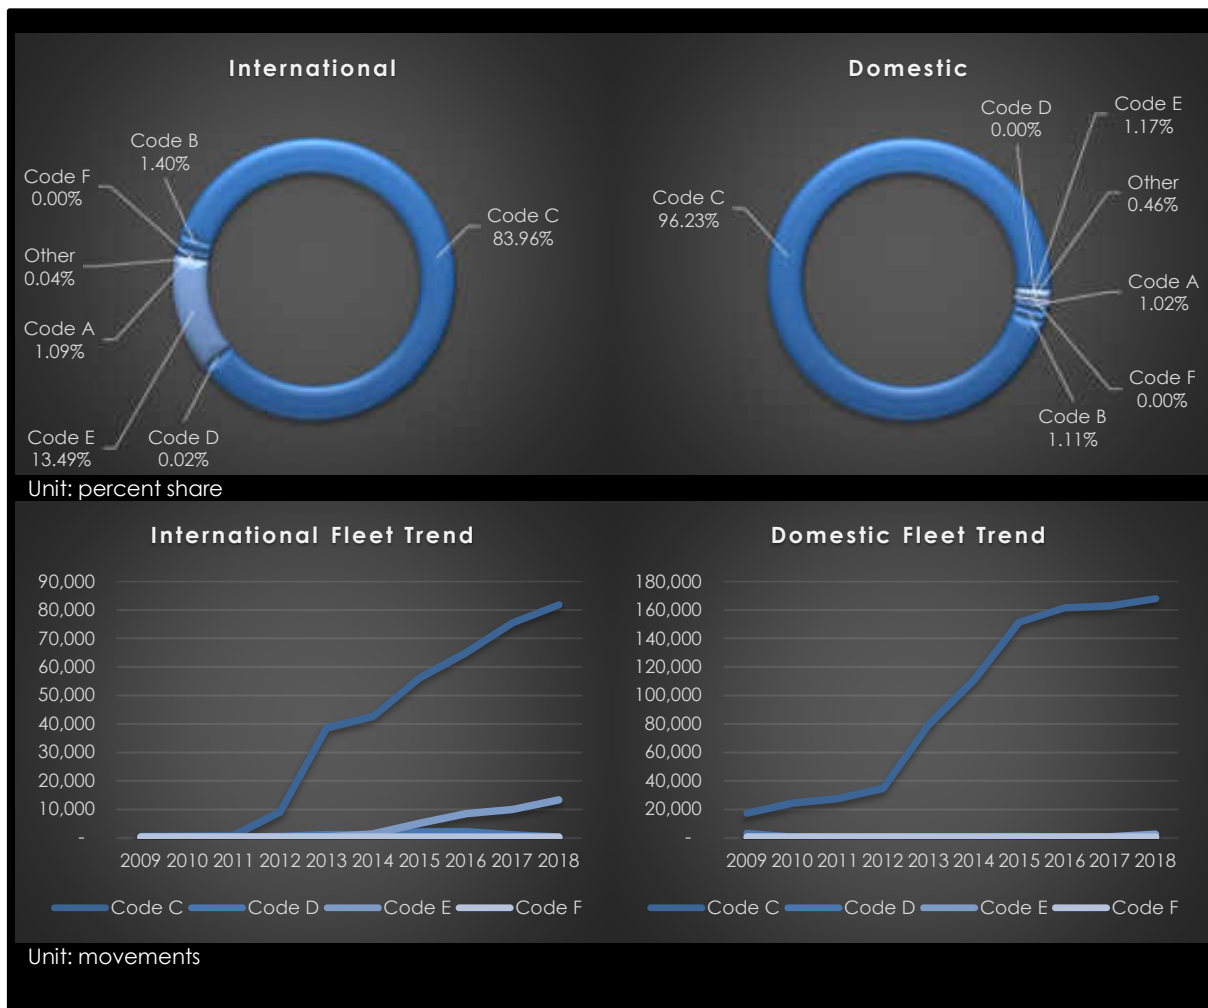 International
Code B
1.40%
Code F
0.00%
Code C
83.96%
Other
0.04%
Code A
1.09%
Code E
13.49%
Code D
0.02%
Domestic
Code D
0.00%
Code E
1.17%
Code C
96.23%
Other
0.46%
Code A
1.02%
Code F
0.00%
Code B
1.11%
Unit: percent share
International Fleet Trend
90,000
80,000
70,000
60,000
50,000
40,000
30,000
20,000
10,000
-
2009 2010 2011 2012 2013 2014 2015 2016 2017 2018
Code C Code D Code E Code F
Domestic Fleet Trend
180,000
160,000
140,000
120,000
100,000
80,000
60,000
40,000
20,000
-
2009 2010 2011 2012 2013 2014 2015 2016 2017 2018
Code C Code D Code E Code F
Unit: movements